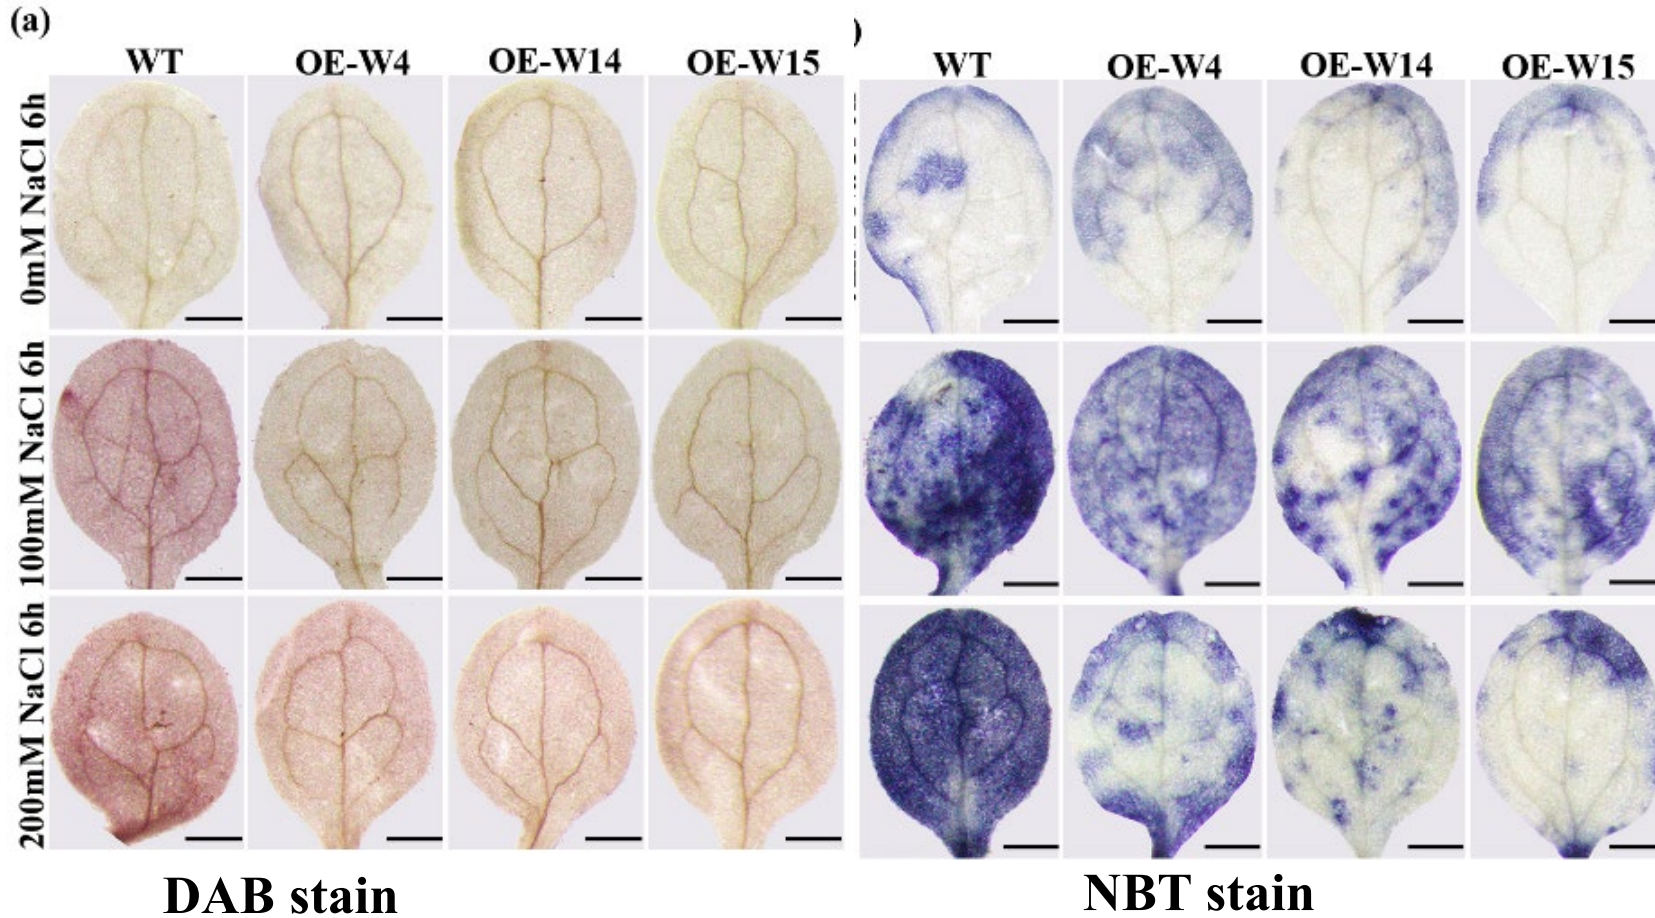 (a)
)
WT OE-W4 OE-W14 OE-W15
WT OE-W4 OE-W14 OE-W15
0mM NaCl 6h
100mM NaCl 6h
200mM NaCl 6h
DAB stain
NBT stain